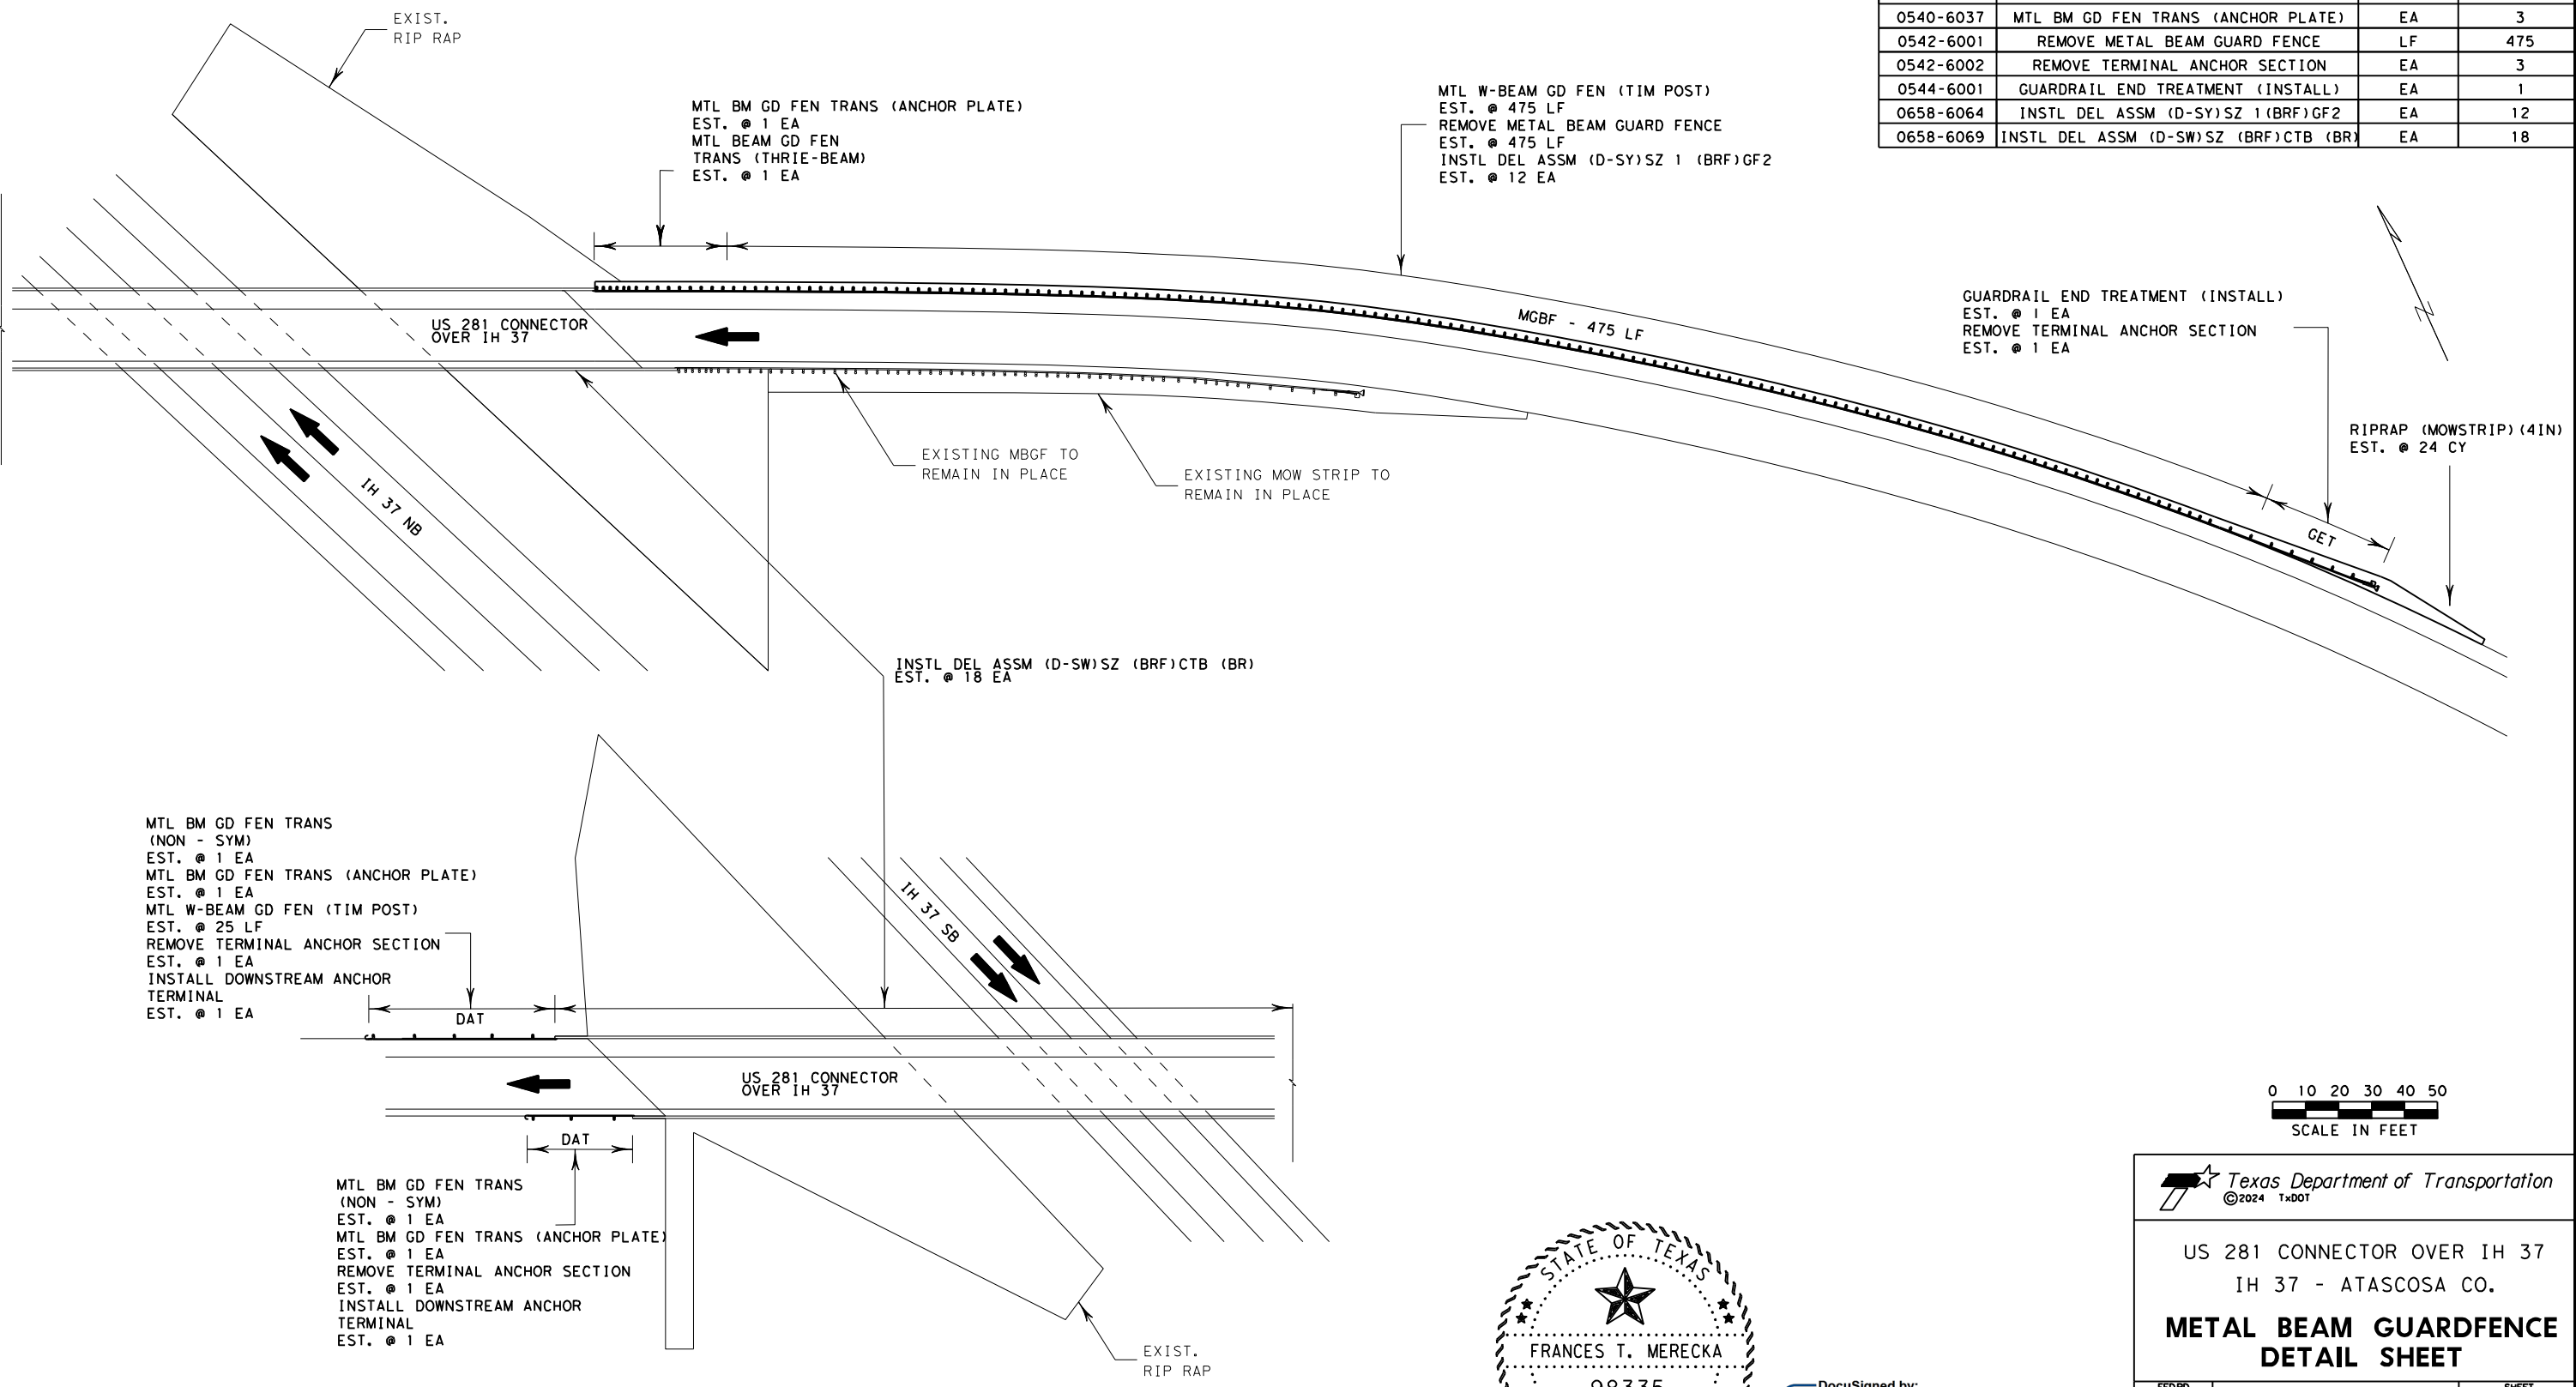 0540-6037 MTL BM GD FEN TRANS (ANCHOR PLATE) EA 3
0542-6001 REMOVE METAL BEAM GUARD FENCE LF 475
0542-6002 REMOVE TERMINAL ANCHOR SECTION EA 3
0544-6001 GUARDRAIL END TREATMENT (INSTALL) EA 1
0658-6064 INSTL DEL ASSM (D-SY)SZ 1(BRF)GF2 EA 12
0658-6069 INSTL DEL ASSM (D-SW)SZ (BRF)CTB (BR) EA 18
EXIST.
RIP RAP
MTL BM GD FEN TRANS (ANCHOR PLATE)
EST. @ 1 EA
MTL BEAM GD FEN
TRANS (THRIE-BEAM)
EST. @ 1 EA
MTL W-BEAM GD FEN (TIM POST)
EST. @ 475 LF
REMOVE METAL BEAM GUARD FENCE
EST. @ 475 LF
INSTL DEL ASSM (D-SY)SZ 1 (BRF)GF2
EST. @ 12 EA
GUARDRAIL END TREATMENT (INSTALL)
EST. @ 1 EA
REMOVE TERMINAL ANCHOR SECTION
EST. @ 1 EA
US 281 CONNECTOR
OVER IH 37
MGBF - 475 LF
RIPRAP (MOWSTRIP)(4IN)
EST. @ 24 CY
EXISTING MBGF TO
REMAIN IN PLACE
EXISTING MOW STRIP TO
REMAIN IN PLACE
IH 37 NB
GET
INSTL DEL ASSM (D-SW)SZ (BRF)CTB (BR)
EST. @ 18 EA
MTL BM GD FEN TRANS
(NON - SYM)
EST. @ 1 EA
MTL BM GD FEN TRANS (ANCHOR PLATE)
EST. @ 1 EA
MTL W-BEAM GD FEN (TIM POST)
EST. @ 25 LF
REMOVE TERMINAL ANCHOR SECTION
EST. @ 1 EA
INSTALL DOWNSTREAM ANCHOR
TERMINAL
EST. @ 1 EA
IH 37 SB
DAT
US 281 CONNECTOR
OVER IH 37
DAT
MTL BM GD FEN TRANS
(NON - SYM)
EST. @ 1 EA
MTL BM GD FEN TRANS (ANCHOR PLATE)
EST. @ 1 EA
REMOVE TERMINAL ANCHOR SECTION
EST. @ 1 EA
INSTALL DOWNSTREAM ANCHOR
TERMINAL
EST. @ 1 EA
EXIST.
RIP RAP
0 10 20 30 40 50
SCALE IN FEET
STATE OF TEXAS
FRANCES T. MERECKA
98335
DocuSigned by:
Texas Department of Transportation
©2024 TxDOT
US 281 CONNECTOR OVER IH 37
IH 37 - ATASCOSA CO.
METAL BEAM GUARDFENCE
DETAIL SHEET
SHEET